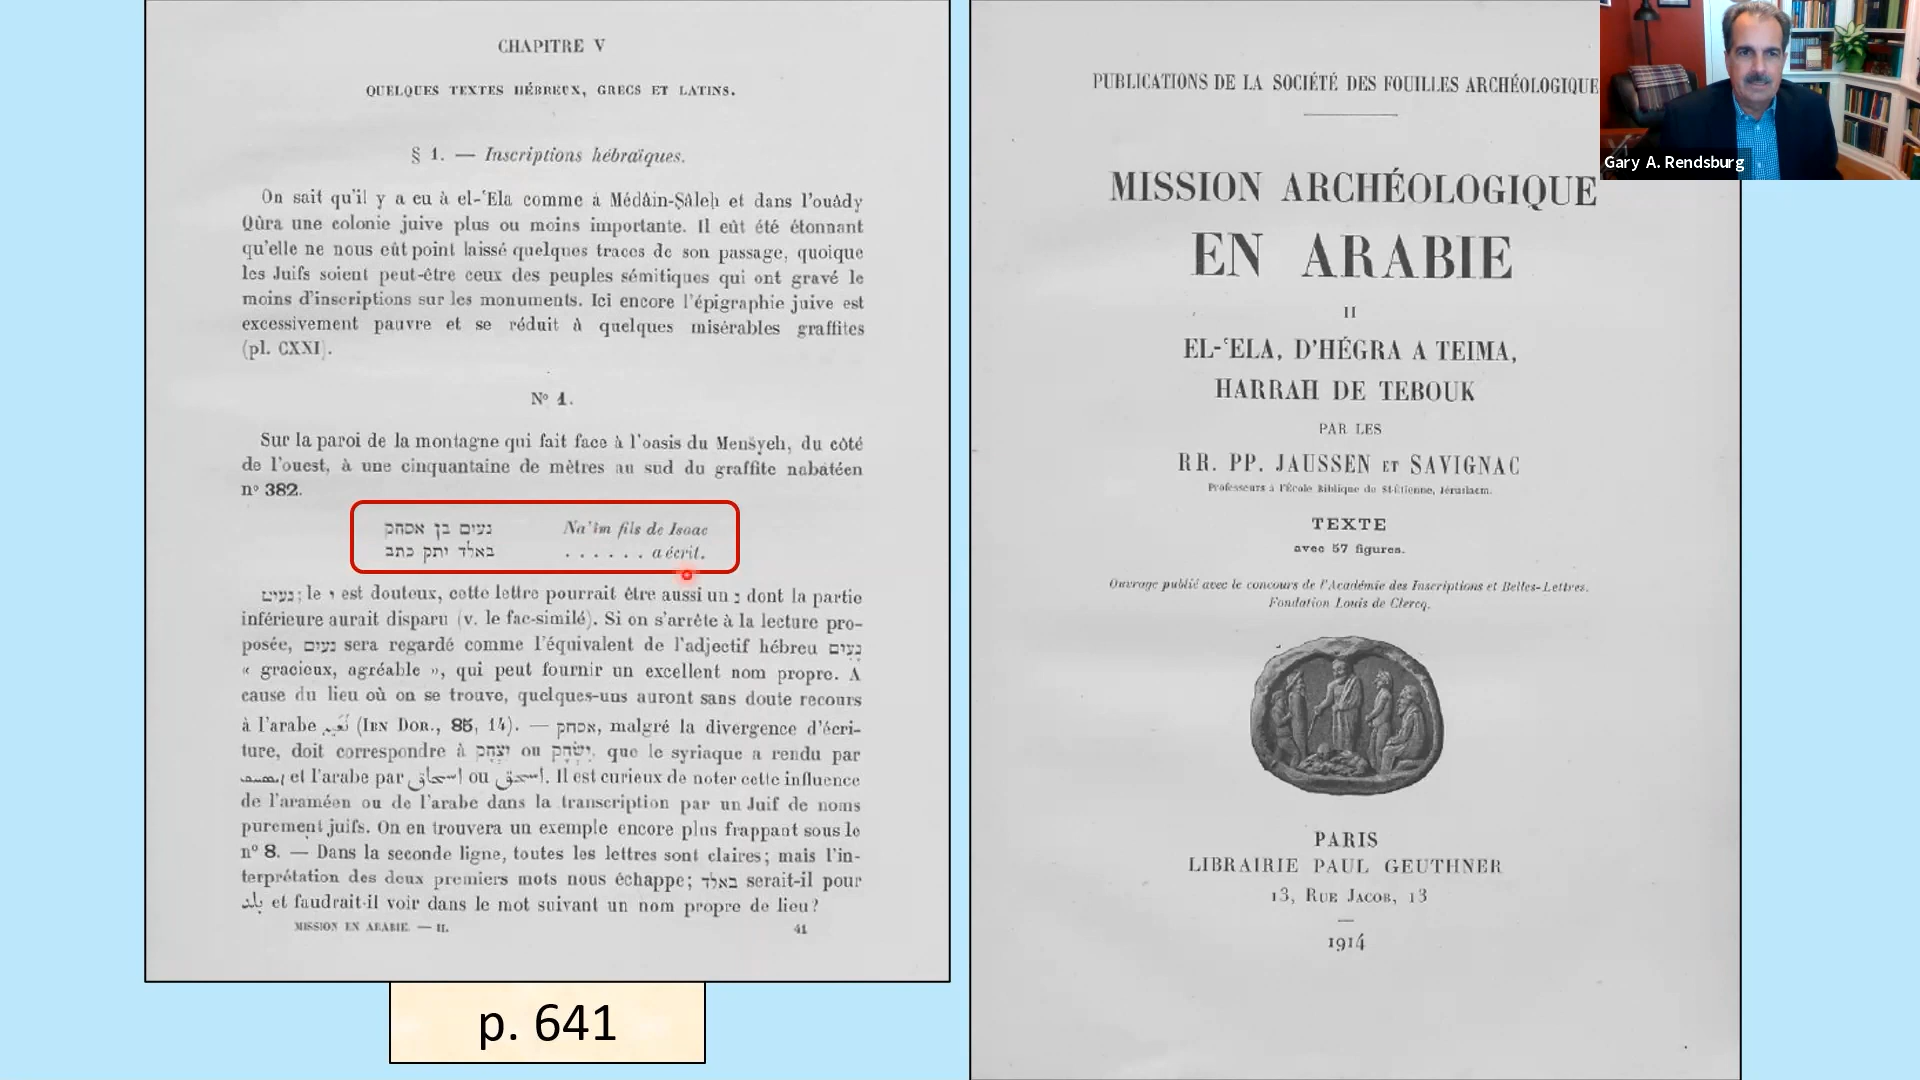 CHAPITRE V
QUELQUES TEXTES HÉBREUX, GRECS ET LATINS.
§ 1. — Inscriptions hébraïques.
On sait qu'il y a eu à el-ʿEla comme à Médâin-Ṣâleḥ et dans l'ouâdy
Qûra une colonie juive plus ou moins importante. Il eût été étonnant
qu'elle ne nous eût point laissé quelques traces de son passage, quoique
les Juifs soient peut-être ceux des peuples sémitiques qui ont gravé le
moins d'inscriptions sur les monuments. Ici encore l'épigraphie juive est
excessivement pauvre et se réduit à quelques misérables graffites
(pl. CXXI).
Nº 1.
Sur la paroi de la montagne qui fait face à l'oasis du Menšyeh, du côté
de l'ouest, à une cinquantaine de mètres au sud du graffite nabatéen
nº 382.
נעים בן אסחק Na'îm fils de Isaac
באלד יתק כתב . . . . . . a écrit.
נעים; le י est douteux, cette lettre pourrait être aussi un נ dont la partie
inférieure aurait disparu (v. le fac-similé). Si on s'arrête à la lecture pro-
posée, נעים sera regardé comme l'équivalent de l'adjectif hébreu נָעִים
« gracieux, agréable », qui peut fournir un excellent nom propre. A
cause du lieu où on se trouve, quelques-uns auront sans doute recours
à l'arabe نُعَيم (IBN DOR., 85, 14). — אסחק, malgré la divergence d'écri-
ture, doit correspondre à יִצְחָק ou יִשְׂחָק, que le syriaque a rendu par
et l'arabe par اسحاق ou اسحق. Il est curieux de noter cette influence
de l'araméen ou de l'arabe dans la transcription par un Juif de noms
purement juifs. On en trouvera un exemple encore plus frappant sous le
nº 8. — Dans la seconde ligne, toutes les lettres sont claires; mais l'in-
terprétation des deux premiers mots nous échappe; באלד serait-il pour
بلد et faudrait-il voir dans le mot suivant un nom propre de lieu?
MISSION EN ARABIE. — II. 41
p. 641
PUBLICATIONS DE LA SOCIÉTÉ DES FOUILLES ARCHÉOLOGIQUE
MISSION ARCHÉOLOGIQUE
EN ARABIE
II
EL-ʿELA, D'HÉGRA A TEIMA,
HARRAH DE TEBOUK
PAR LES
RR. PP. JAUSSEN ET SAVIGNAC
Professeurs à l'École Biblique de St-Étienne, Jérusalem.
TEXTE
avec 57 figures.
Ouvrage publié avec le concours de l'Académie des Inscriptions et Belles-Lettres.
Fondation Louis de Clercq.
PARIS
LIBRAIRIE PAUL GEUTHNER
13, RUE JACOB, 13
1914
Gary A. Rendsburg